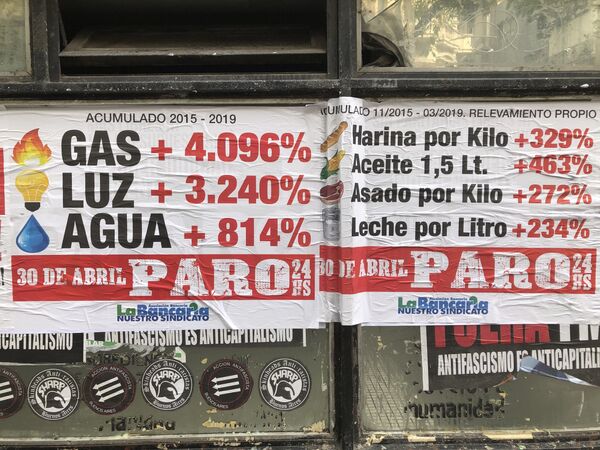 ACUMULADO 2015 - 2019
GAS + 4.096%
LUZ + 3.240%
AGUA + 814%
30 DE ABRIL PARO 24 HS
La Bancaria
NUESTRO SINDICATO
ACUMULADO 11/2015 - 03/2019. RELEVAMIENTO PROPIO
Harina por Kilo +329%
Aceite 1,5 Lt. +463%
Asado por Kilo +272%
Leche por Litro +234%
30 DE ABRIL PARO 24 HS
La Bancaria
NUESTRO SINDICATO
ANTIFASCISMO ES ANTICAPITALISMO
ANTIFASCISMO ES ANTICAPITALI
SHARP
SHARP
SHARP
Buenos Aires
humanidad